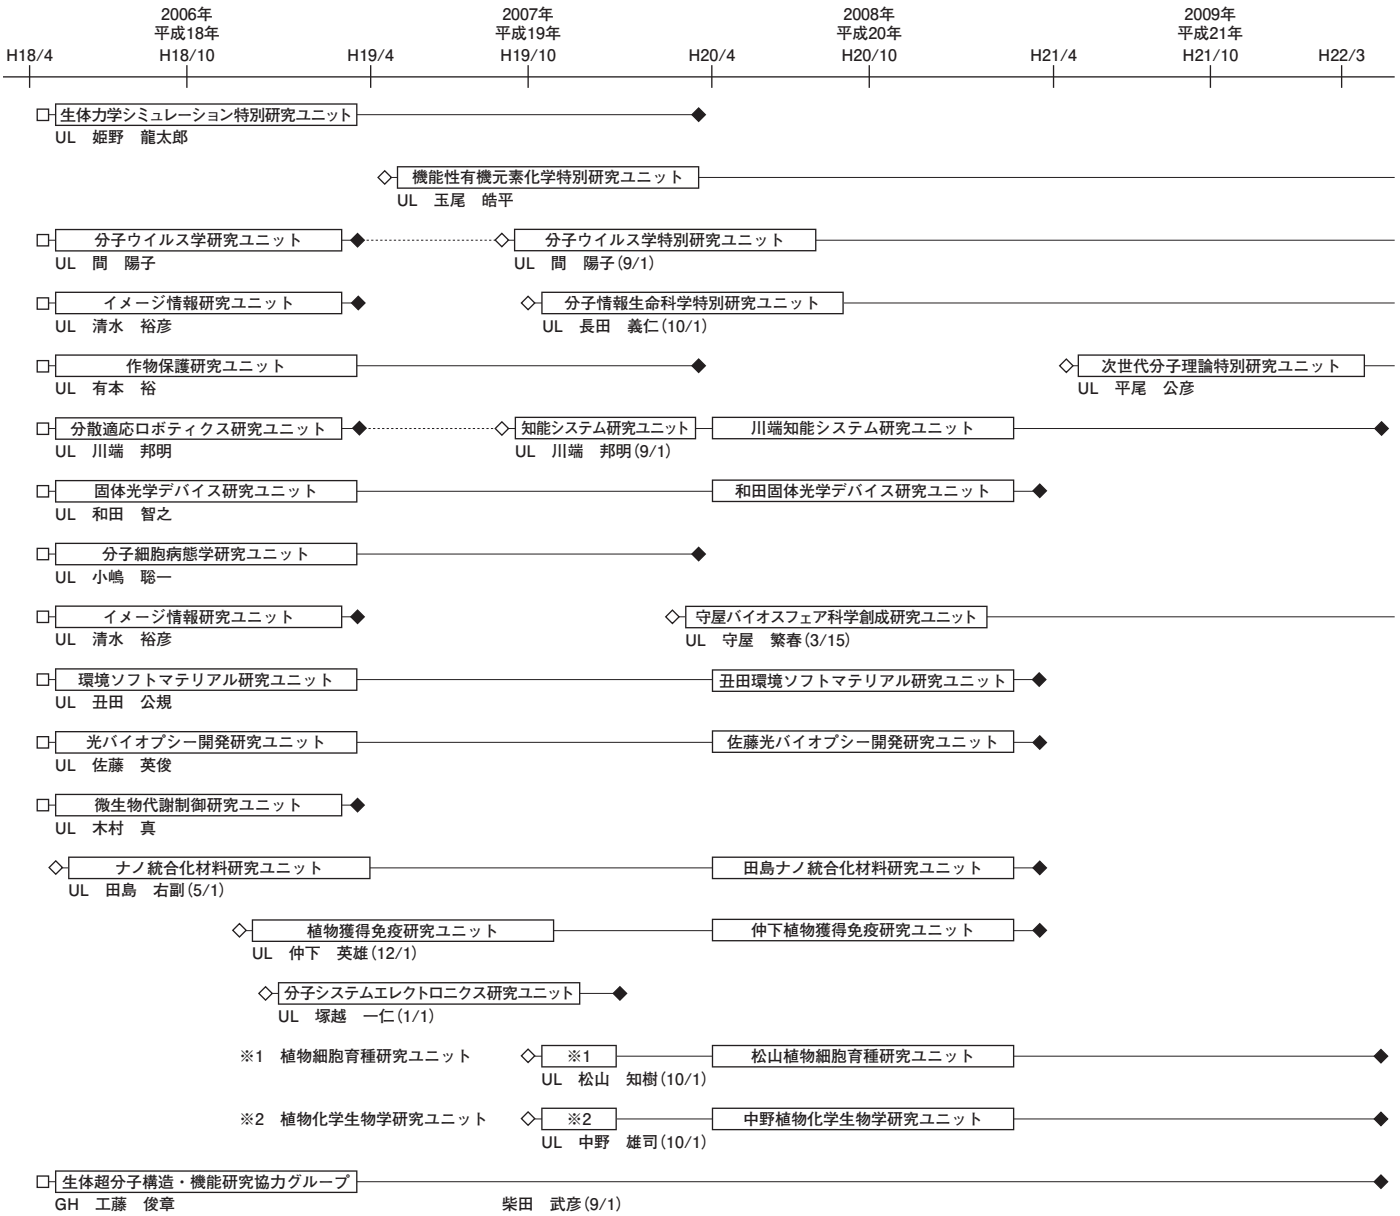 2006年 2007年 2008年 2009年
平成18年 平成19年 平成20年 平成21年
H18/4 H18/10 H19/4 H19/10 H20/4 H20/10 H21/4 H21/10 H22/3
生体力学シミュレーション特別研究ユニット
UL 姫野 龍太郎
機能性有機元素化学特別研究ユニット
UL 玉尾 皓平
分子ウイルス学研究ユニット 分子ウイルス学特別研究ユニット
UL 間 陽子 UL 間 陽子(9/1)
イメージ情報研究ユニット 分子情報生命科学特別研究ユニット
UL 清水 裕彦 UL 長田 義仁(10/1)
作物保護研究ユニット 次世代分子理論特別研究ユニット
UL 有本 裕 UL 平尾 公彦
分散適応ロボティクス研究ユニット 知能システム研究ユニット 川端知能システム研究ユニット
UL 川端 邦明 UL 川端 邦明(9/1)
固体光学デバイス研究ユニット 和田固体光学デバイス研究ユニット
UL 和田 智之
分子細胞病態学研究ユニット
UL 小嶋 聡一
イメージ情報研究ユニット 守屋バイオスフェア科学創成研究ユニット
UL 清水 裕彦 UL 守屋 繁春(3/15)
環境ソフトマテリアル研究ユニット 丑田環境ソフトマテリアル研究ユニット
UL 丑田 公規
光バイオプシー開発研究ユニット 佐藤光バイオプシー開発研究ユニット
UL 佐藤 英俊
微生物代謝制御研究ユニット
UL 木村 真
ナノ統合化材料研究ユニット 田島ナノ統合化材料研究ユニット
UL 田島 右副(5/1)
植物獲得免疫研究ユニット 仲下植物獲得免疫研究ユニット
UL 仲下 英雄(12/1)
分子システムエレクトロニクス研究ユニット
UL 塚越 一仁(1/1)
※1 植物細胞育種研究ユニット ※1 松山植物細胞育種研究ユニット
UL 松山 知樹(10/1)
※2 植物化学生物学研究ユニット ※2 中野植物化学生物学研究ユニット
UL 中野 雄司(10/1)
生体超分子構造・機能研究協力グループ
GH 工藤 俊章 柴田 武彦(9/1)